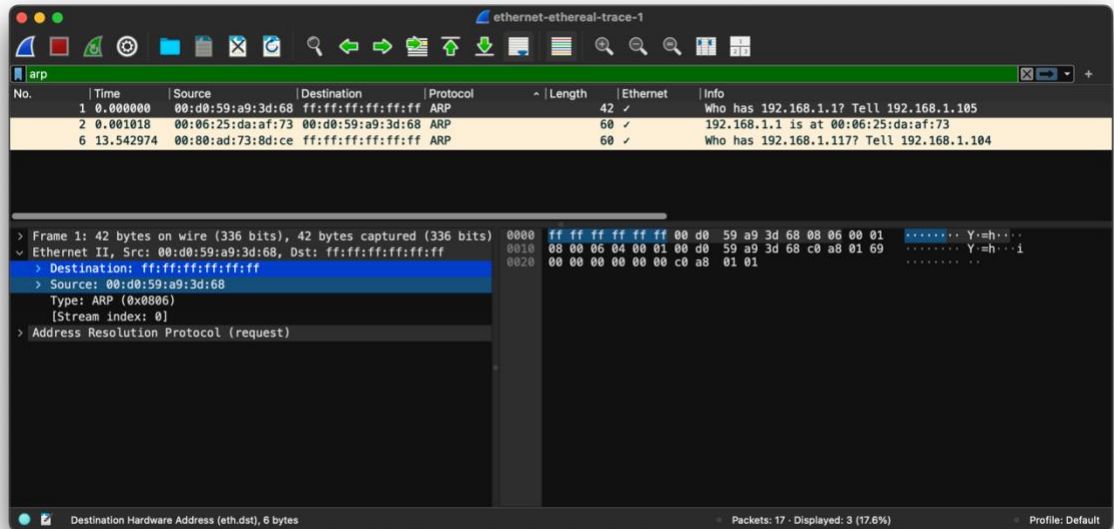 ethernet-ethereal-trace-1
arp
No. Time Source Destination Protocol Length Ethernet Info
1 0.000000 00:d0:59:a9:3d:68 ff:ff:ff:ff:ff:ff ARP 42 ✓ Who has 192.168.1.1? Tell 192.168.1.105
2 0.001018 00:06:25:da:af:73 00:d0:59:a9:3d:68 ARP 60 ✓ 192.168.1.1 is at 00:06:25:da:af:73
6 13.542974 00:80:ad:73:8d:ce ff:ff:ff:ff:ff:ff ARP 60 ✓ Who has 192.168.1.117? Tell 192.168.1.104
Frame 1: 42 bytes on wire (336 bits), 42 bytes captured (336 bits)
Ethernet II, Src: 00:d0:59:a9:3d:68, Dst: ff:ff:ff:ff:ff:ff
Destination: ff:ff:ff:ff:ff:ff
Source: 00:d0:59:a9:3d:68
Type: ARP (0x0806)
[Stream index: 0]
Address Resolution Protocol (request)
0000 ff ff ff ff ff ff 00 d0 59 a9 3d 68 08 06 00 01 ········ Y·=h····
0010 08 00 06 04 00 01 00 d0 59 a9 3d 68 c0 a8 01 69 ········ Y·=h···i
0020 00 00 00 00 00 00 c0 a8 01 01 ········ ··
Destination Hardware Address (eth.dst), 6 bytes
Packets: 17 · Displayed: 3 (17.6%)
Profile: Default